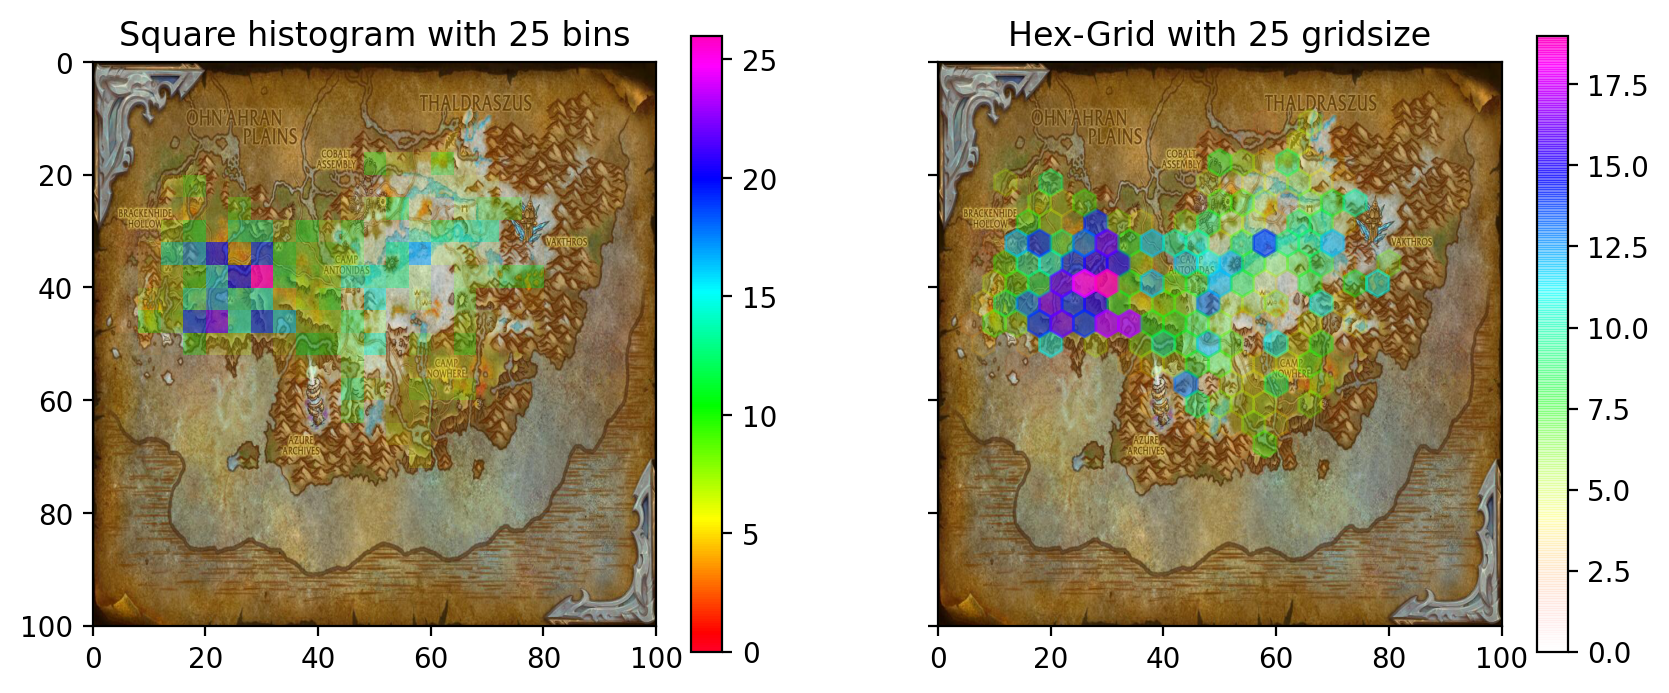 Square histogram with 25 bins
0
20
40
60
80
100
0
20
40
60
80
100
OHN'AHRAN
PLAINS
THALDRASZUS
COBALT
ASSEMBLY
BRACKENHIDE
HOLLOW
VAKTHROS
CAMP
ANTONIDAS
CAMP
NOWHERE
AZURE
ARCHIVES
25
20
15
10
5
0
Hex-Grid with 25 gridsize
0
20
40
60
80
100
OHN'AHRAN
PLAINS
THALDRASZUS
COBALT
ASSEMBLY
BRACKENHIDE
HOLLOW
VAKTHROS
CAMP
ANTONIDAS
CAMP
NOWHERE
AZURE
ARCHIVES
17.5
15.0
12.5
10.0
7.5
5.0
2.5
0.0